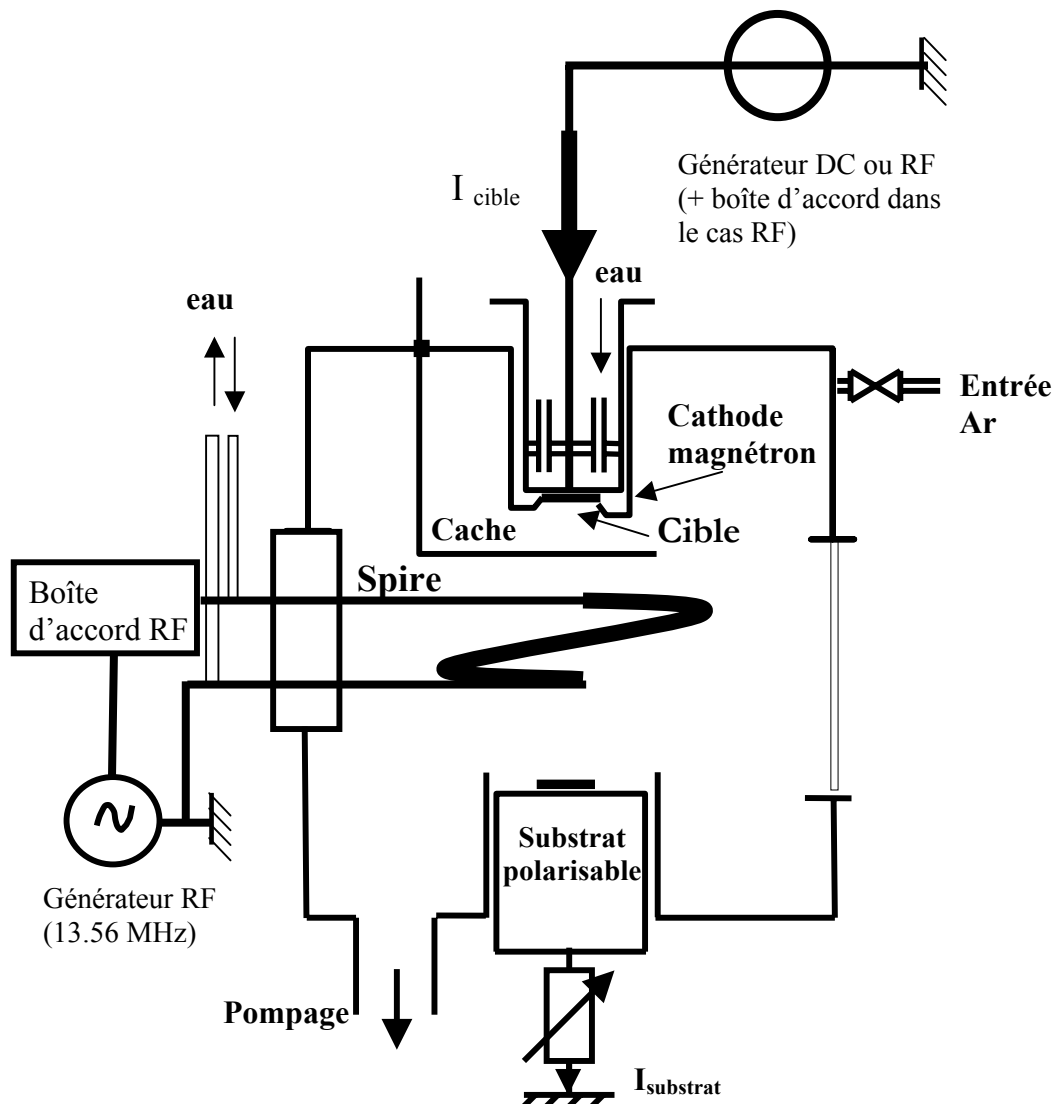 Générateur DC ou RF
(+ boîte d’accord dans
le cas RF)
I cible
eau
eau
Entrée
Ar
Cathode
magnétron
Cache
Cible
Spire
Boîte
d’accord RF
Substrat
polarisable
Générateur RF
(13.56 MHz)
Pompage
I substrat